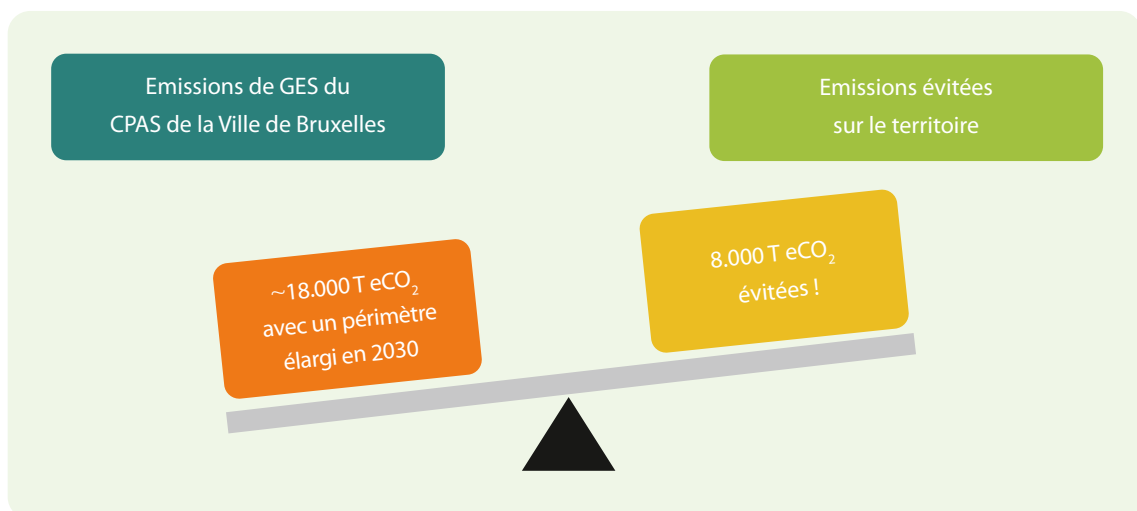 Emissions de GES du
CPAS de la Ville de Bruxelles
Emissions évitées
sur le territoire
~18.000 T eCO₂
avec un périmètre
élargi en 2030
8.000 T eCO₂
évitées !